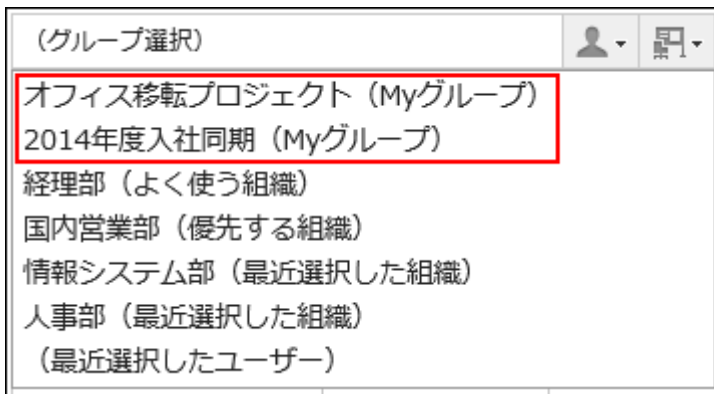 （グループ選択）
オフィス移転プロジェクト（Myグループ）
2014年度入社同期（Myグループ）
経理部（よく使う組織）
国内営業部（優先する組織）
情報システム部（最近選択した組織）
人事部（最近選択した組織）
（最近選択したユーザー）